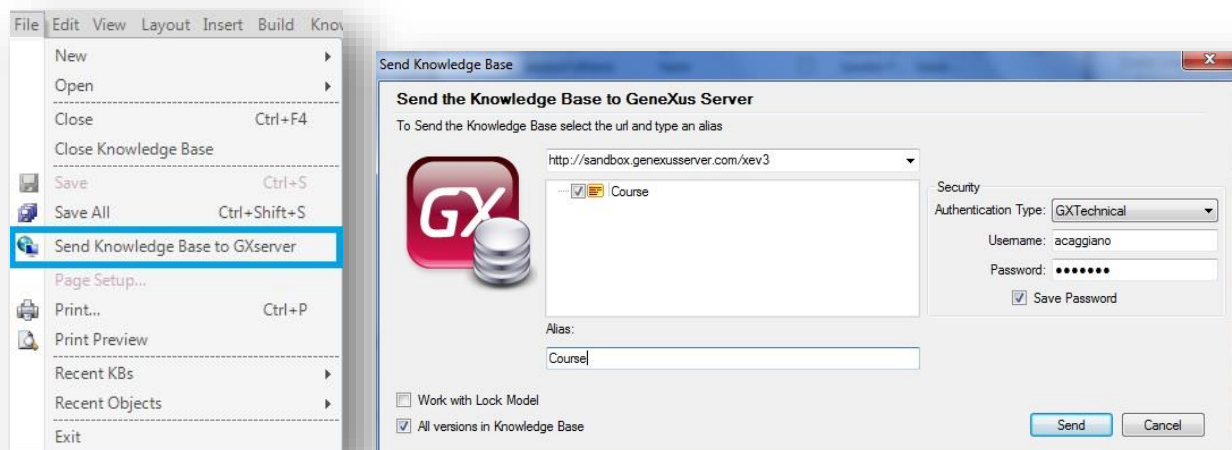 File Edit View Layout Insert Build
New
Open
Close Ctrl+F4
Close Knowledge Base
Save Ctrl+S
Save All Ctrl+Shift+S
Send Knowledge Base to GXserver
Page Setup...
Print... Ctrl+P
Print Preview
Recent KBs
Recent Objects
Exit
Send Knowledge Base
Send the Knowledge Base to GeneXus Server
To Send the Knowledge Base select the url and type an alias
GX
http://sandbox.genexusserver.com/xev3
Course
Security
Authentication Type: GXTechnical
Username: acaggiano
Password: •••••••
Save Password
Alias:
Course
Work with Lock Model
All versions in Knowledge Base
Send Cancel